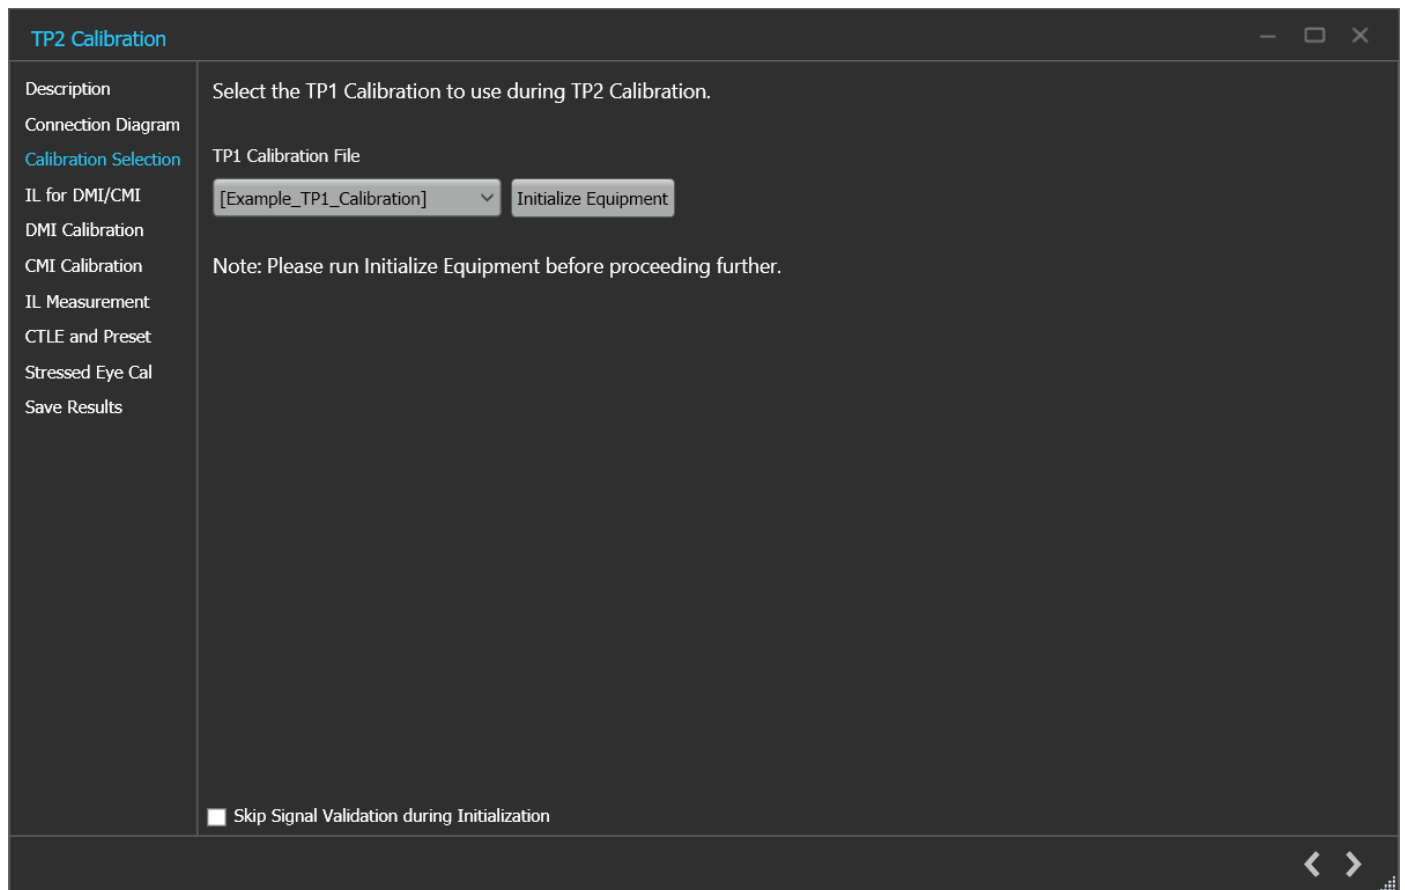 TP2 Calibration
Description
Connection Diagram
Calibration Selection
IL for DMI/CMI
DMI Calibration
CMI Calibration
IL Measurement
CTLE and Preset
Stressed Eye Cal
Save Results
Select the TP1 Calibration to use during TP2 Calibration.
TP1 Calibration File
[Example_TP1_Calibration]
Initialize Equipment
Note: Please run Initialize Equipment before proceeding further.
Skip Signal Validation during Initialization